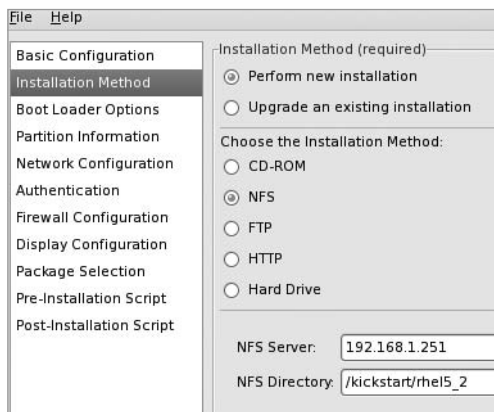 File Help
Basic Configuration
Installation Method
Boot Loader Options
Partition Information
Network Configuration
Authentication
Firewall Configuration
Display Configuration
Package Selection
Pre-Installation Script
Post-Installation Script
Installation Method (required)
Perform new installation
Upgrade an existing installation
Choose the Installation Method:
CD-ROM
NFS
FTP
HTTP
Hard Drive
NFS Server: 192.168.1.251
NFS Directory: /kickstart/rhel5_2